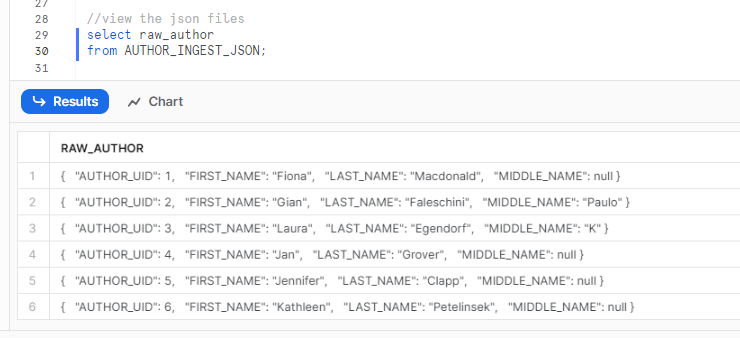 27
28 //view the json files
29 select raw_author
30 from AUTHOR_INGEST_JSON;
31
Results Chart
RAW_AUTHOR
1 { "AUTHOR_UID": 1, "FIRST_NAME": "Fiona", "LAST_NAME": "Macdonald", "MIDDLE_NAME": null }
2 { "AUTHOR_UID": 2, "FIRST_NAME": "Gian", "LAST_NAME": "Faleschini", "MIDDLE_NAME": "Paulo" }
3 { "AUTHOR_UID": 3, "FIRST_NAME": "Laura", "LAST_NAME": "Egendorf", "MIDDLE_NAME": "K" }
4 { "AUTHOR_UID": 4, "FIRST_NAME": "Jan", "LAST_NAME": "Grover", "MIDDLE_NAME": null }
5 { "AUTHOR_UID": 5, "FIRST_NAME": "Jennifer", "LAST_NAME": "Clapp", "MIDDLE_NAME": null }
6 { "AUTHOR_UID": 6, "FIRST_NAME": "Kathleen", "LAST_NAME": "Petelinsek", "MIDDLE_NAME": null }